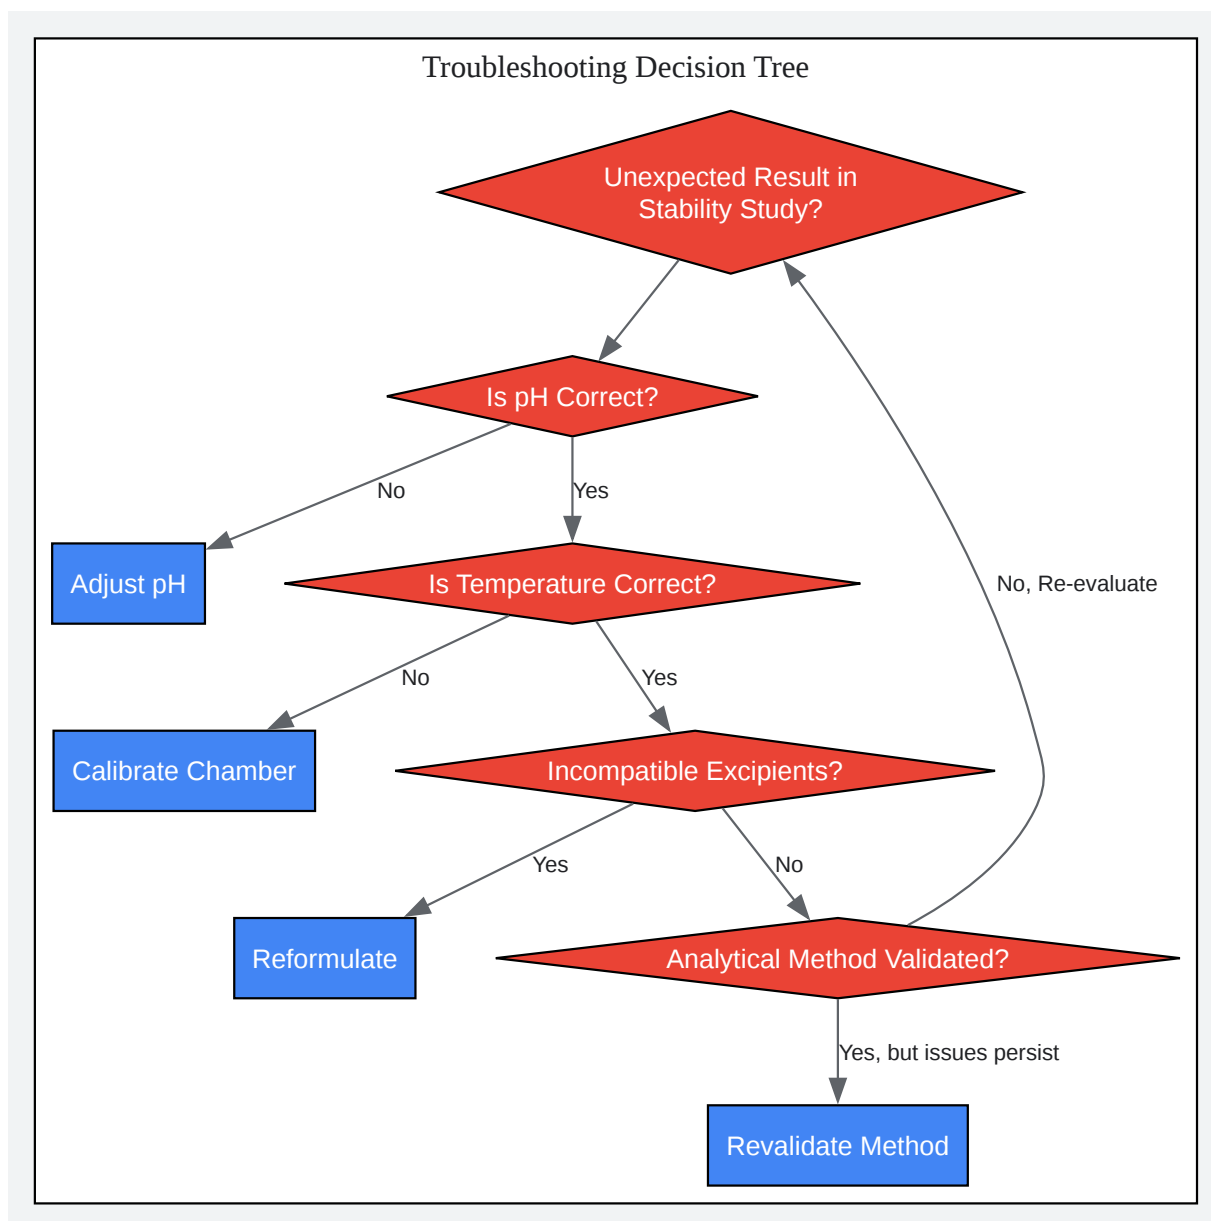 Troubleshooting Decision Tree
Unexpected Result in
Stability Study?
Is pH Correct?
No
Yes
Adjust pH
Is Temperature Correct?
No, Re-evaluate
No
Yes
Calibrate Chamber
Incompatible Excipients?
Yes
No
Reformulate
Analytical Method Validated?
Yes, but issues persist
Revalidate Method